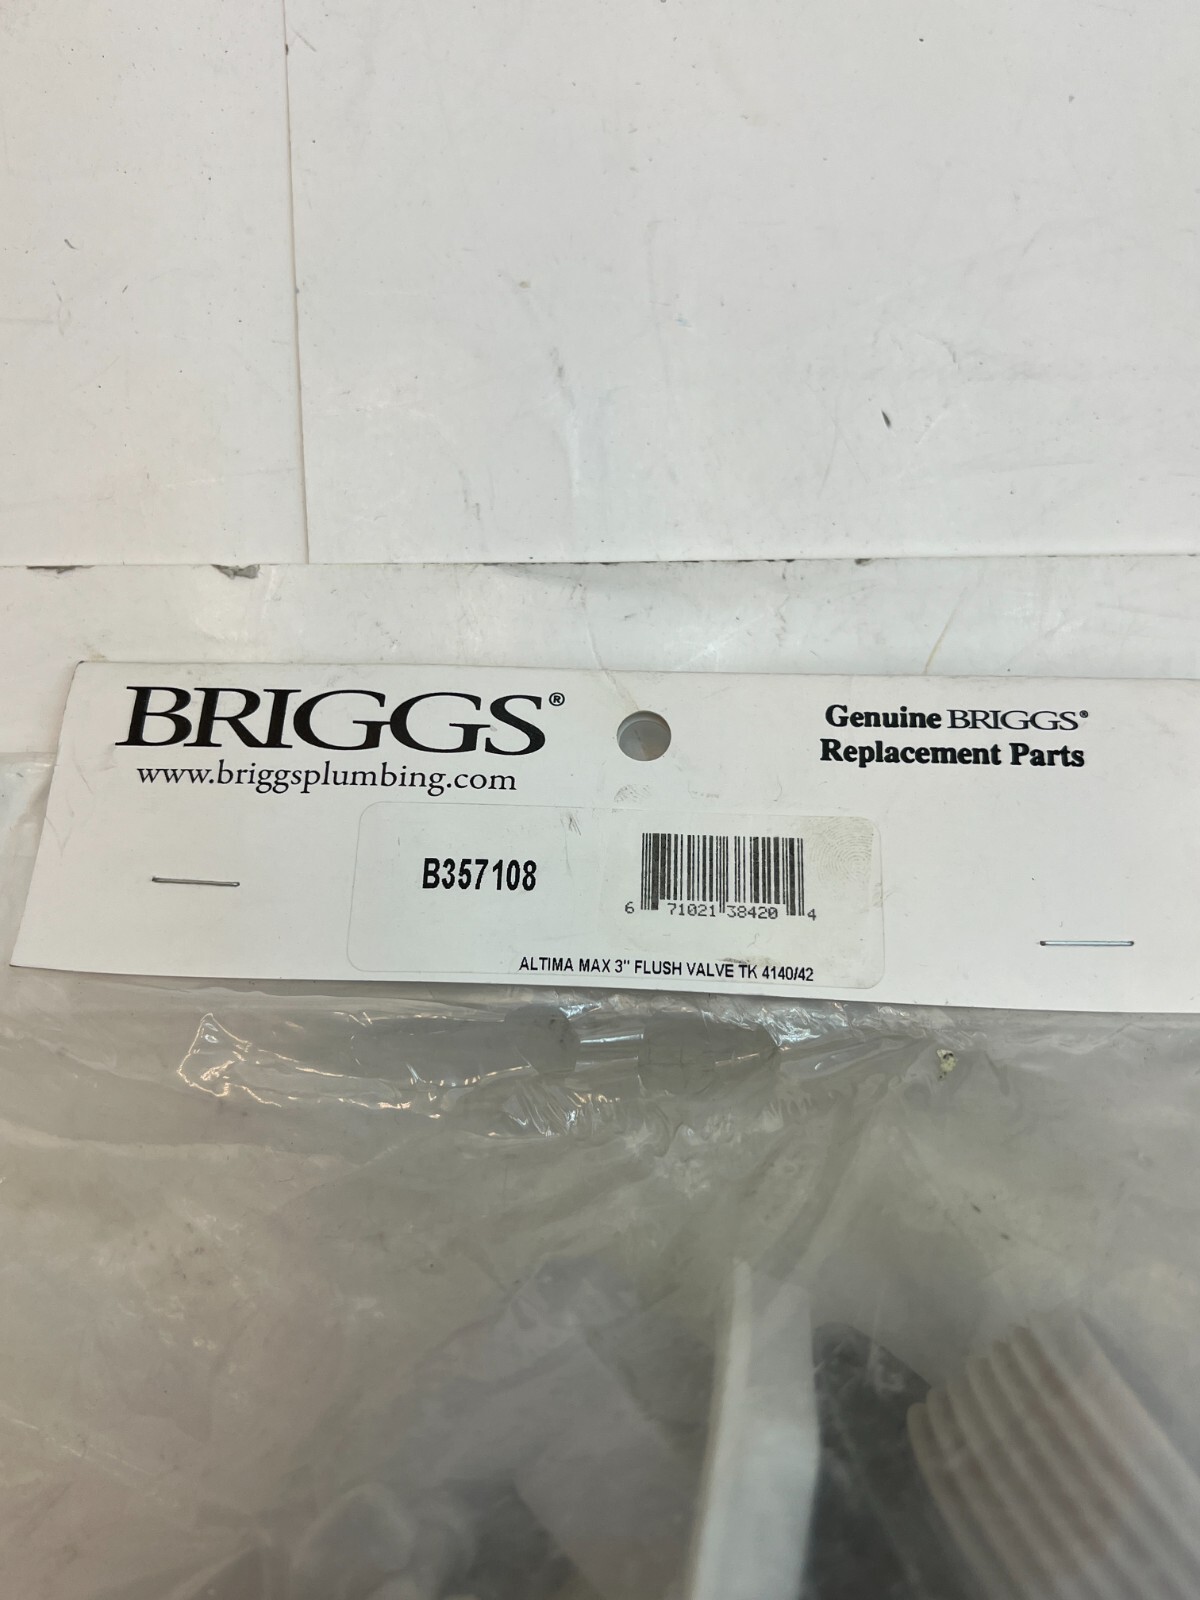 BRIGGS®
www.briggsplumbing.com
Genuine BRIGGS®
Replacement Parts
B357108
6 71021 38420 4
ALTIMA MAX 3" FLUSH VALVE TK 4140/42